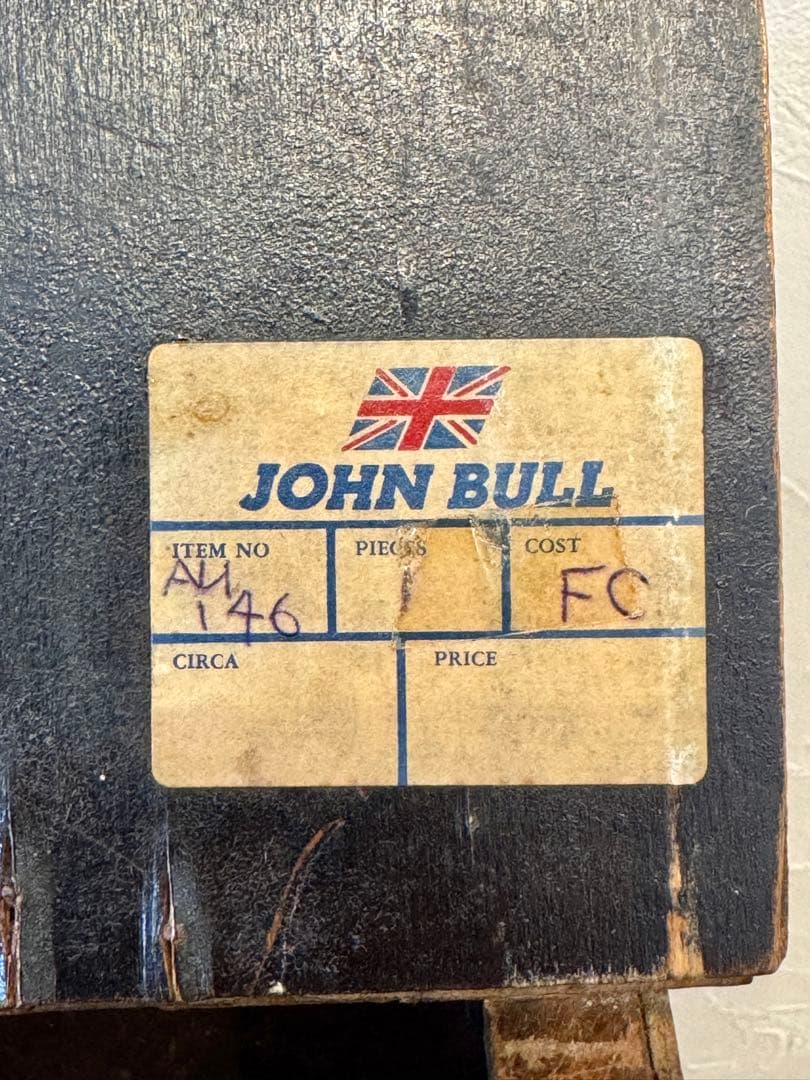 JOHN BULL
ITEM NO PIECES COST
AU 1 FC
146
CIRCA PRICE